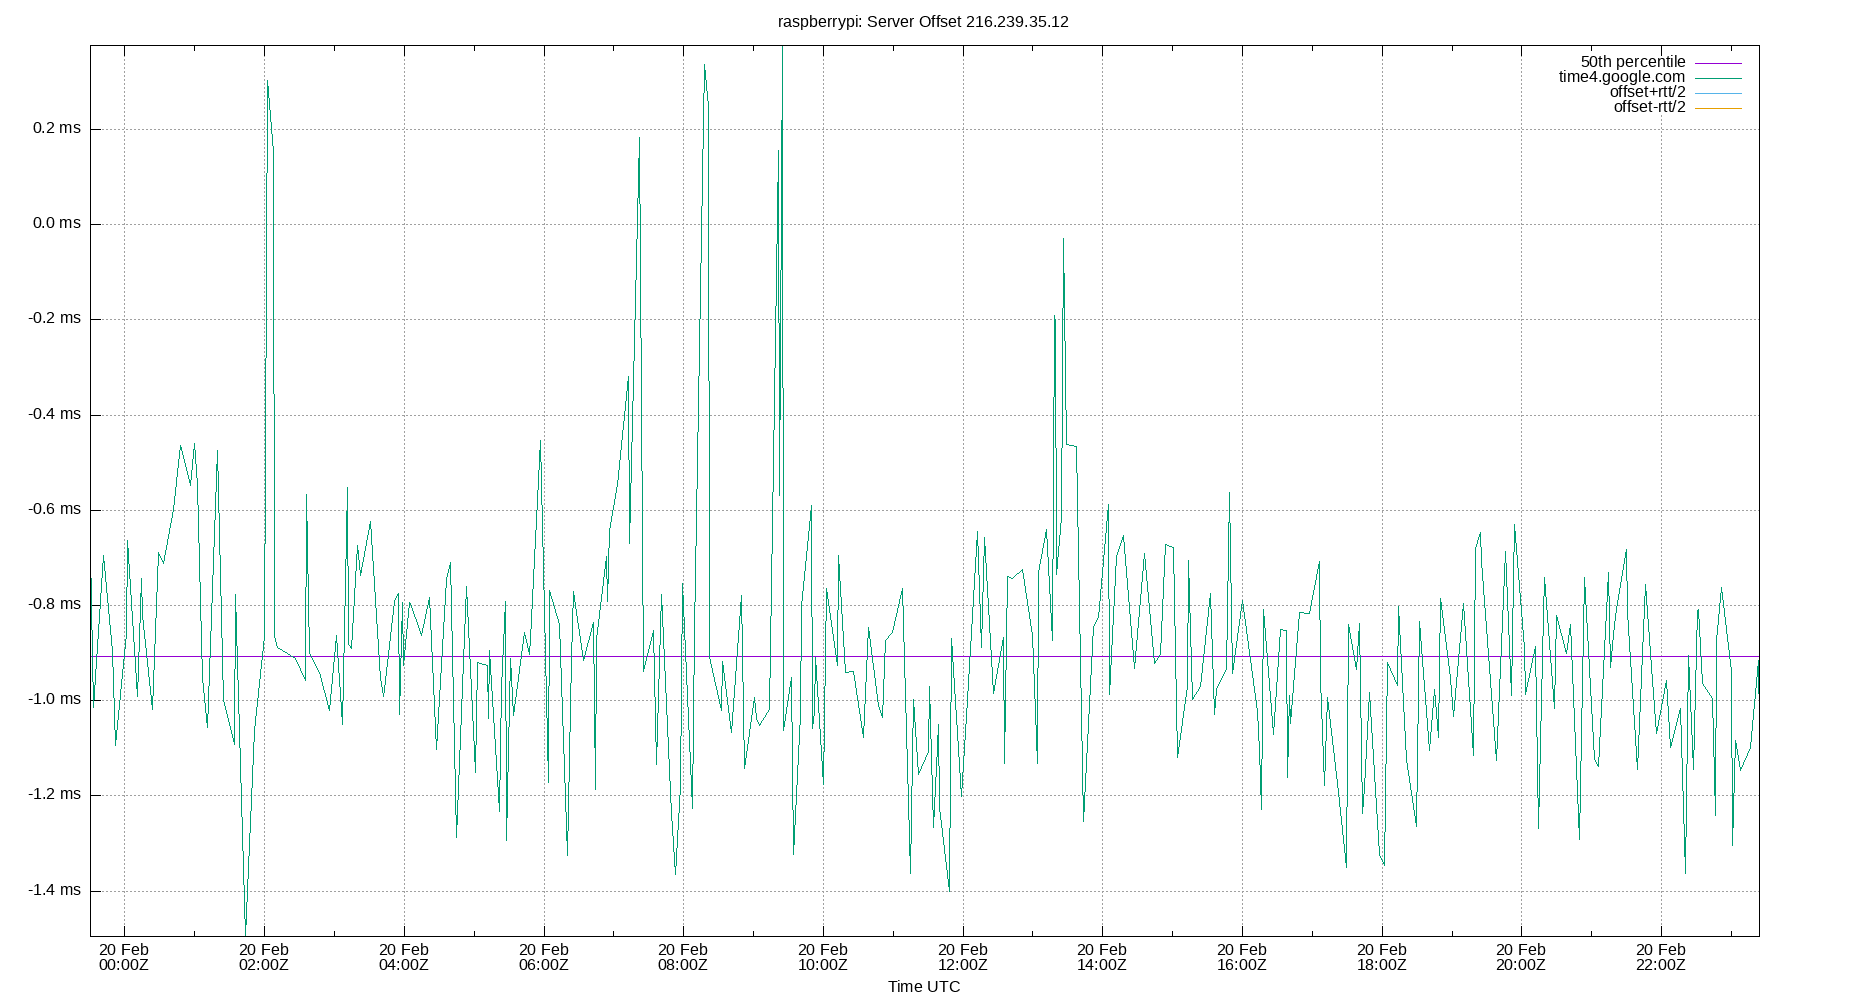 raspberrypi: Server Offset 216.239.35.12
50th percentile
time4.google.com
offset+rtt/2
offset-rtt/2
0.2 ms
0.0 ms
-0.2 ms
-0.4 ms
-0.6 ms
-0.8 ms
-1.0 ms
-1.2 ms
-1.4 ms
20 Feb 20 Feb 20 Feb 20 Feb 20 Feb 20 Feb 20 Feb 20 Feb 20 Feb 20 Feb 20 Feb 20 Feb
00:00Z 02:00Z 04:00Z 06:00Z 08:00Z 10:00Z 12:00Z 14:00Z 16:00Z 18:00Z 20:00Z 22:00Z
Time UTC